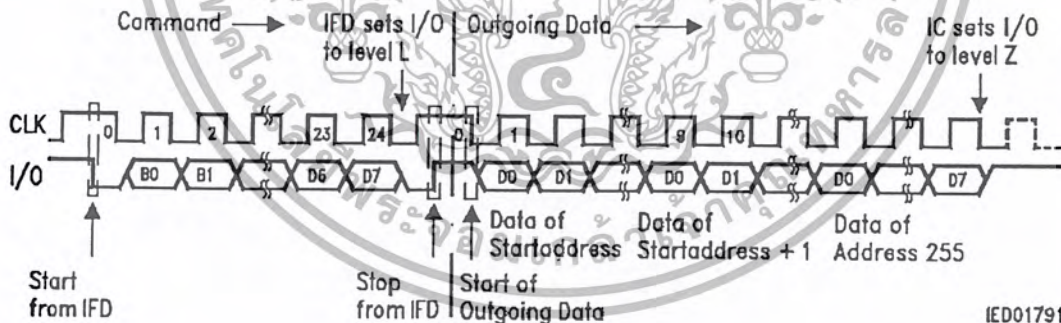 Command
IFD sets I/O
to level L
Outgoing Data
IC sets I/O
to level Z
CLK
0 1 2 23 24 0 1 9 10
I/O
B0 B1 D6 D7 D0 D1 D0 D1 D0 D7
Data of
Startaddress
Data of
Startaddress + 1
Data of
Address 255
Start
from IFD
Stop
from IFD
Start of
Outgoing Data
IED01791